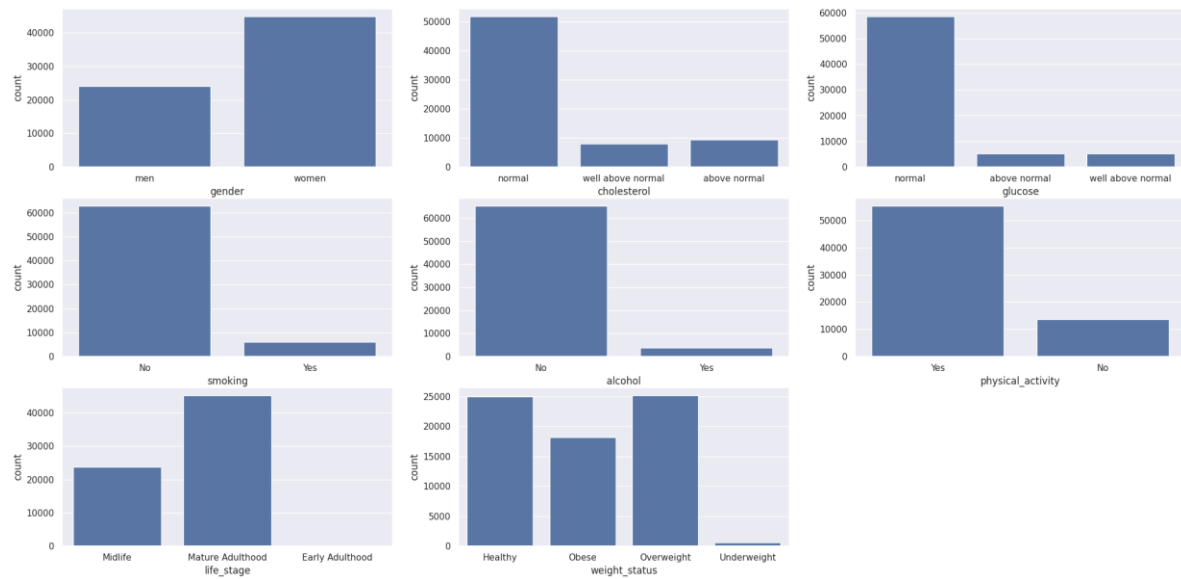 count
40000
30000
20000
10000
0
men
women
gender
count
50000
40000
30000
20000
10000
0
normal
well above normal
above normal
cholesterol
count
60000
50000
40000
30000
20000
10000
0
normal
above normal
well above normal
glucose
count
60000
50000
40000
30000
20000
10000
0
No
Yes
smoking
count
60000
50000
40000
30000
20000
10000
0
No
Yes
alcohol
count
50000
40000
30000
20000
10000
0
Yes
No
physical_activity
count
40000
30000
20000
10000
0
Midlife
Mature Adulthood
Early Adulthood
life_stage
count
25000
20000
15000
10000
5000
0
Healthy
Obese
Overweight
Underweight
weight_status